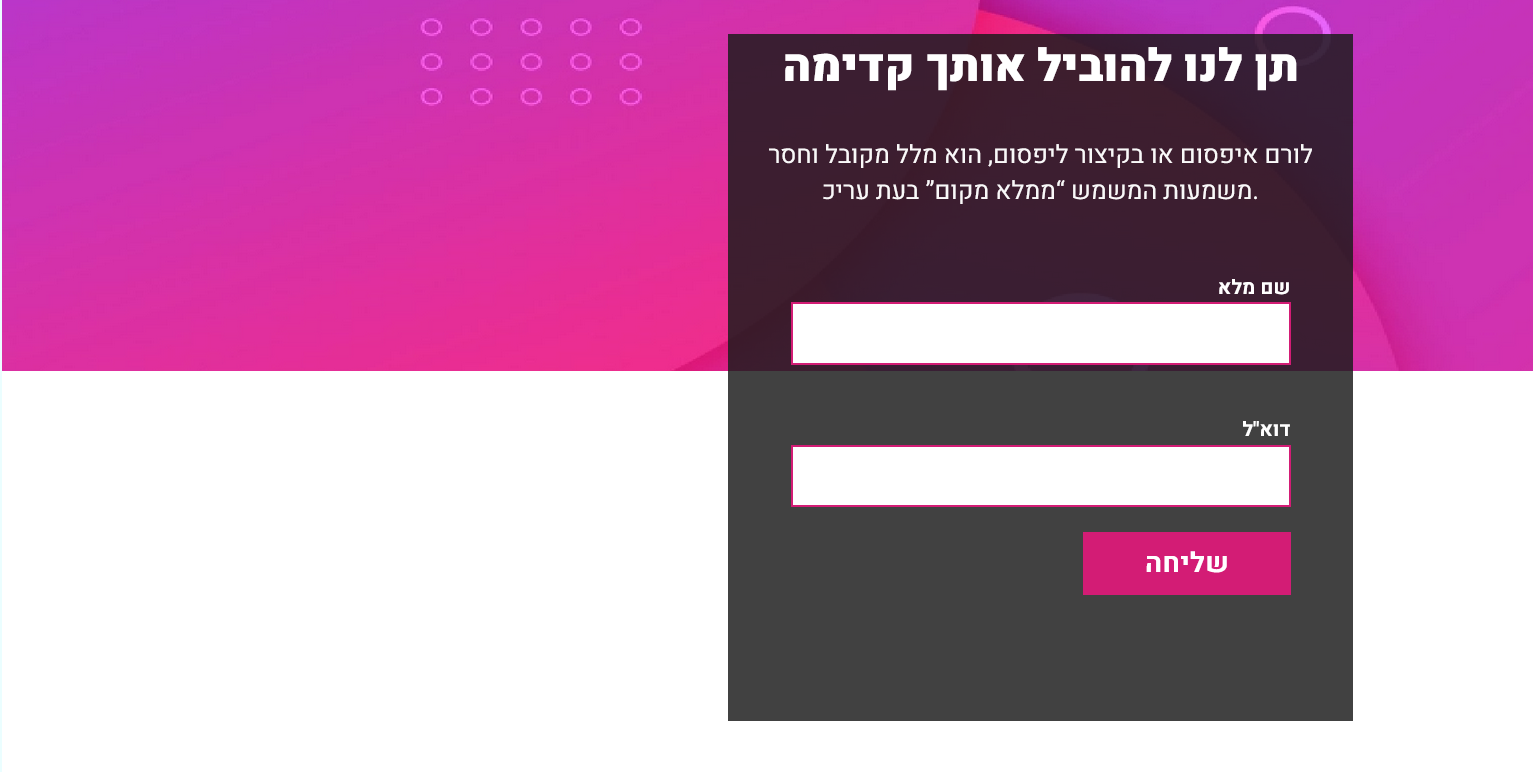 תן לנו להוביל אותך קדימה
לורם איפסום או בקיצור ליפסום, הוא מלל מקובל וחסר
משמעות המשמש “ממלא מקום” בעת עריכ.
שם מלא
דוא"ל
שליחה